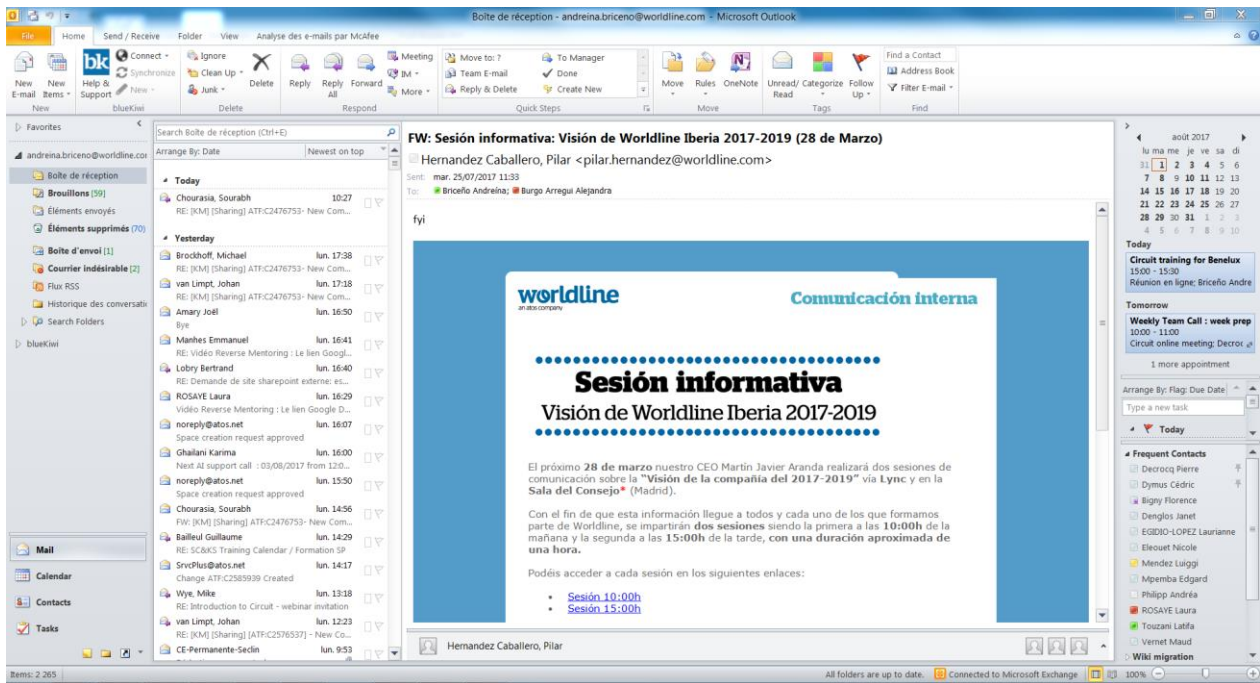 Boîte de réception - andreina.briceno@worldline.com - Microsoft Outlook
File Home Send / Receive Folder View Analyse des e-mails par McAfee
New E-mail
New Items
New
bk
Help & Support
Connect
Synchronize
New
blueKiwi
Ignore
Clean Up
Junk
Delete
Delete
Reply
Reply All
Forward
Meeting
IM
More
Respond
Move to: ?
Team E-mail
Reply & Delete
To Manager
Done
Create New
Quick Steps
Move
Rules
OneNote
Move
Unread/ Read
Categorize
Follow Up
Tags
Find a Contact
Address Book
Filter E-mail
Find
Favorites
andreina.briceno@worldline.coi
Boîte de réception
Brouillons [59]
Éléments envoyés
Éléments supprimés (70)
Boîte d'envoi [1]
Courrier indésirable [2]
Flux RSS
Historique des conversatic
Search Folders
blueKiwi
Mail
Calendar
Contacts
Tasks
Search Boîte de réception (Ctrl+E)
Arrange By: Date Newest on top
Today
Chourasia, Sourabh 10:27
RE: [KM] [Sharing] ATF:C2476753- New Com...
Yesterday
Brockhoff, Michael lun. 17:38
RE: [KM] [Sharing] ATF:C2476753- New Com...
van Limpt, Johan lun. 17:18
RE: [KM] [Sharing] ATF:C2476753- New Com...
Amary Joël lun. 16:50
Bye
Manhes Emmanuel lun. 16:41
RE: Vidéo Reverse Mentoring : Le lien Googl...
Lobry Bertrand lun. 16:40
RE: Demande de site sharepoint externe: es...
ROSAYE Laura lun. 16:29
Vidéo Reverse Mentoring : Le lien Google D...
noreply@atos.net lun. 16:07
Space creation request approved
Ghailani Karima lun. 16:00
Next AI support call : 03/08/2017 from 12:0...
noreply@atos.net lun. 15:50
Space creation request approved
Chourasia, Sourabh lun. 14:56
FW: [KM] [Sharing] ATF:C2476753- New Com...
Bailleul Guillaume lun. 14:29
RE: SC&KS Training Calendar / Formation SP
SrvcPlus@atos.net lun. 14:17
Change ATF:C2585939 Created
Wye, Mike lun. 13:18
RE: Introduction to Circuit - webinar invitation
van Limpt, Johan lun. 12:23
RE: [KM] [Sharing] [ATF:C2576537] - New Co...
CE-Permanente-Seclin lun. 9:53
FW: Sesión informativa: Visión de Worldline Iberia 2017-2019 (28 de Marzo)
Hernandez Caballero, Pilar <pilar.hernandez@worldline.com>
Sent: mar. 25/07/2017 11:33
To: Briceño Andreína; Burgo Arregui Alejandra
fyi
worldline
an atos company
Comunicación interna
Sesión informativa
Visión de Worldline Iberia 2017-2019
El próximo 28 de marzo nuestro CEO Martín Javier Aranda realizará dos sesiones de
comunicación sobre la "Visión de la compañía del 2017-2019" vía Lync y en la
Sala del Consejo* (Madrid).
Con el fin de que esta información llegue a todos y cada uno de los que formamos
parte de Worldline, se impartirán dos sesiones siendo la primera a las 10:00h de la
mañana y la segunda a las 15:00h de la tarde, con una duración aproximada de
una hora.
Podéis acceder a cada sesión en los siguientes enlaces:
Sesión 10:00h
Sesión 15:00h
Hernandez Caballero, Pilar
août 2017
lu ma me je ve sa di
31 1 2 3 4 5 6
7 8 9 10 11 12 13
14 15 16 17 18 19 20
21 22 23 24 25 26 27
28 29 30 31 1 2 3
4 5 6 7 8 9 10
Today
Circuit training for Benelux
15:00 - 15:30
Réunion en ligne; Briceño Andre
Tomorrow
Weekly Team Call : week prep
10:00 - 11:00
Circuit online meeting; Decroc
1 more appointment
Arrange By: Flag: Due Date
Type a new task
Today
Frequent Contacts
Decrocq Pierre
Dymus Cédric
Bigny Florence
Denglos Janet
EGIDIO-LOPEZ Laurianne
Eleouet Nicole
Mendez Luiggi
Mpemba Edgard
Philipp Andréa
ROSAYE Laura
Touzani Latifa
Vernet Maud
Wiki migration
Items: 2 265
All folders are up to date. Connected to Microsoft Exchange 100%